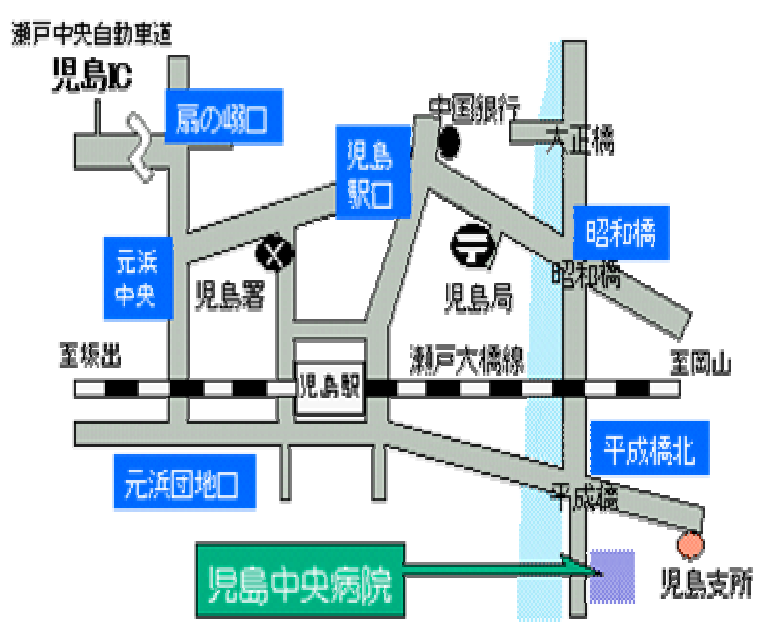 瀬戸中央自動車道
児島IC
扇の嵶口
中国銀行
大正橋
児島
駅口
昭和橋
元浜
中央
児島署
児島局
昭和橋
至坂出
瀬戸大橋線
至岡山
児島駅
平成橋北
元浜団地口
平成橋
児島中央病院
児島支所